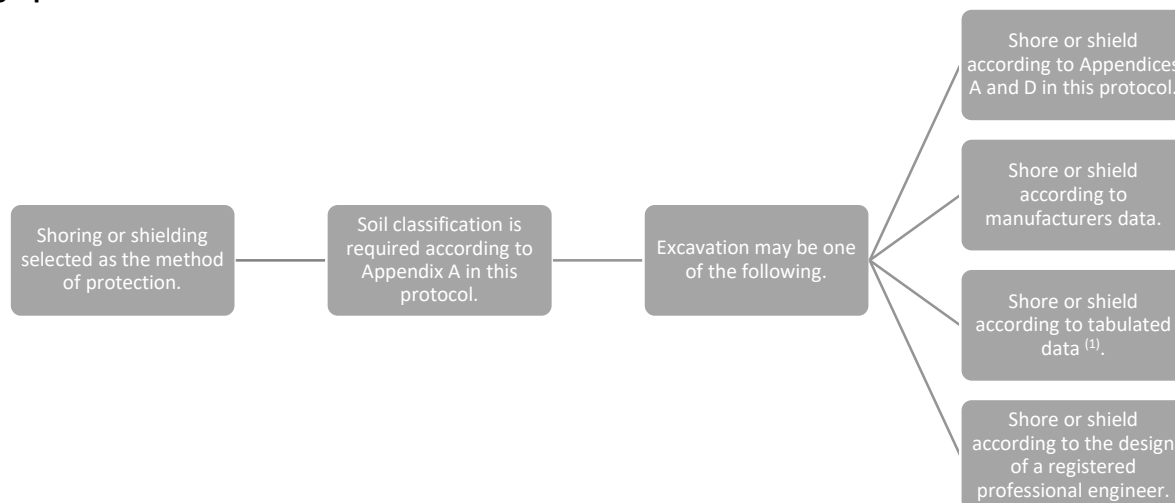 Shoring or shielding
selected as the method
of protection.
Soil classification is
required according to
Appendix A in this
protocol.
Excavation may be one
of the following.
Shore or shield
according to Appendices
A and D in this protocol.
Shore or shield
according to
manufacturers data.
Shore or shield
according to tabulated
data (1).
Shore or shield
according to the design
of a registered
professional engineer.